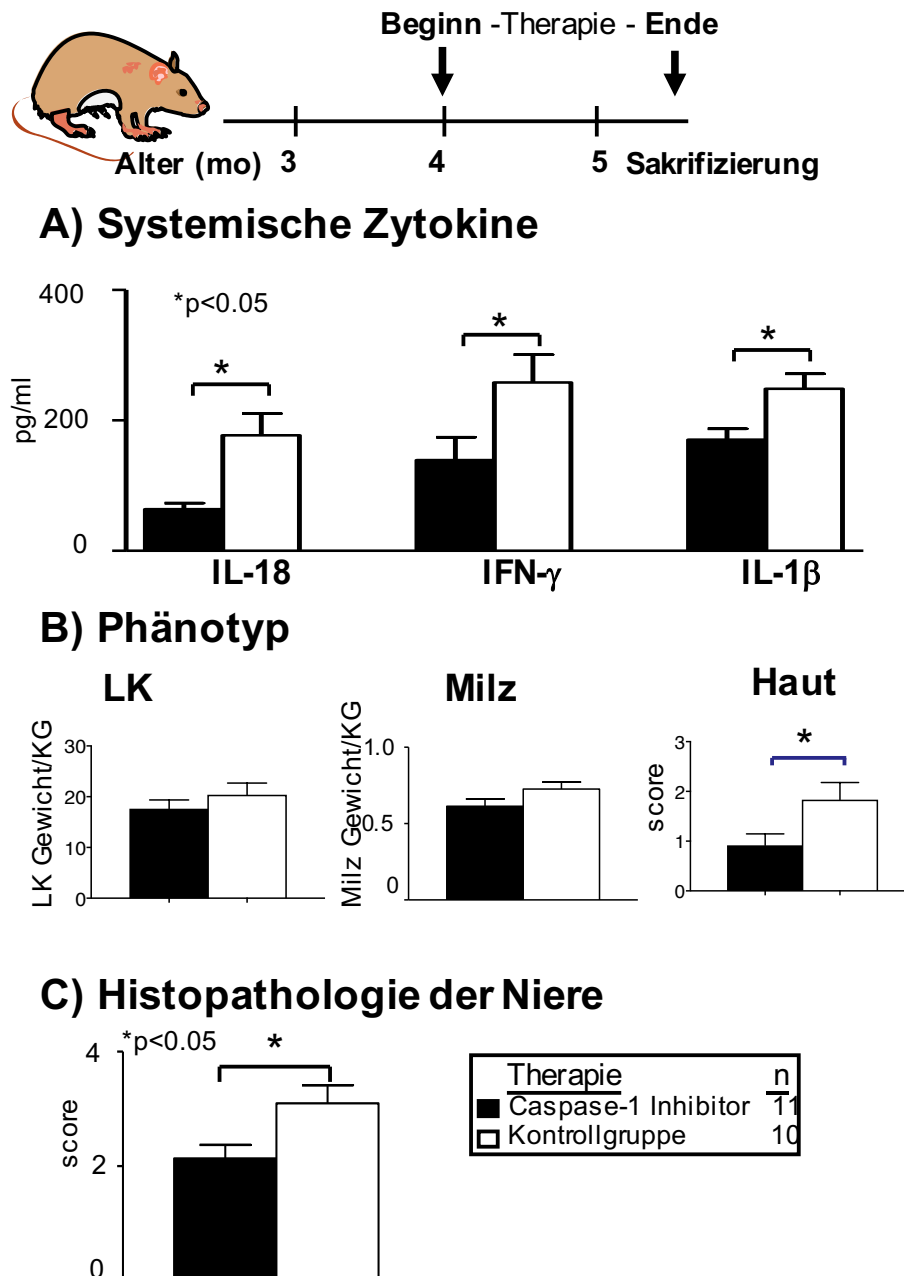 Beginn -Therapie - Ende
Alter (mo) 3 4 5 Sakrifizierung
A) Systemische Zytokine
400
*p<0.05
* * *
pg/ml
200
0
IL-18 IFN-γ IL-1β
B) Phänotyp
LK Milz Haut
LK Gewicht/KG
30
20
10
0
Milz Gewicht/KG
1.0
0.5
0
score
3
*
2
1
0
C) Histopathologie der Niere
*p<0.05
4 *
score
2
0
Therapie n
Caspase-1 Inhibitor 11
Kontrollgruppe 10